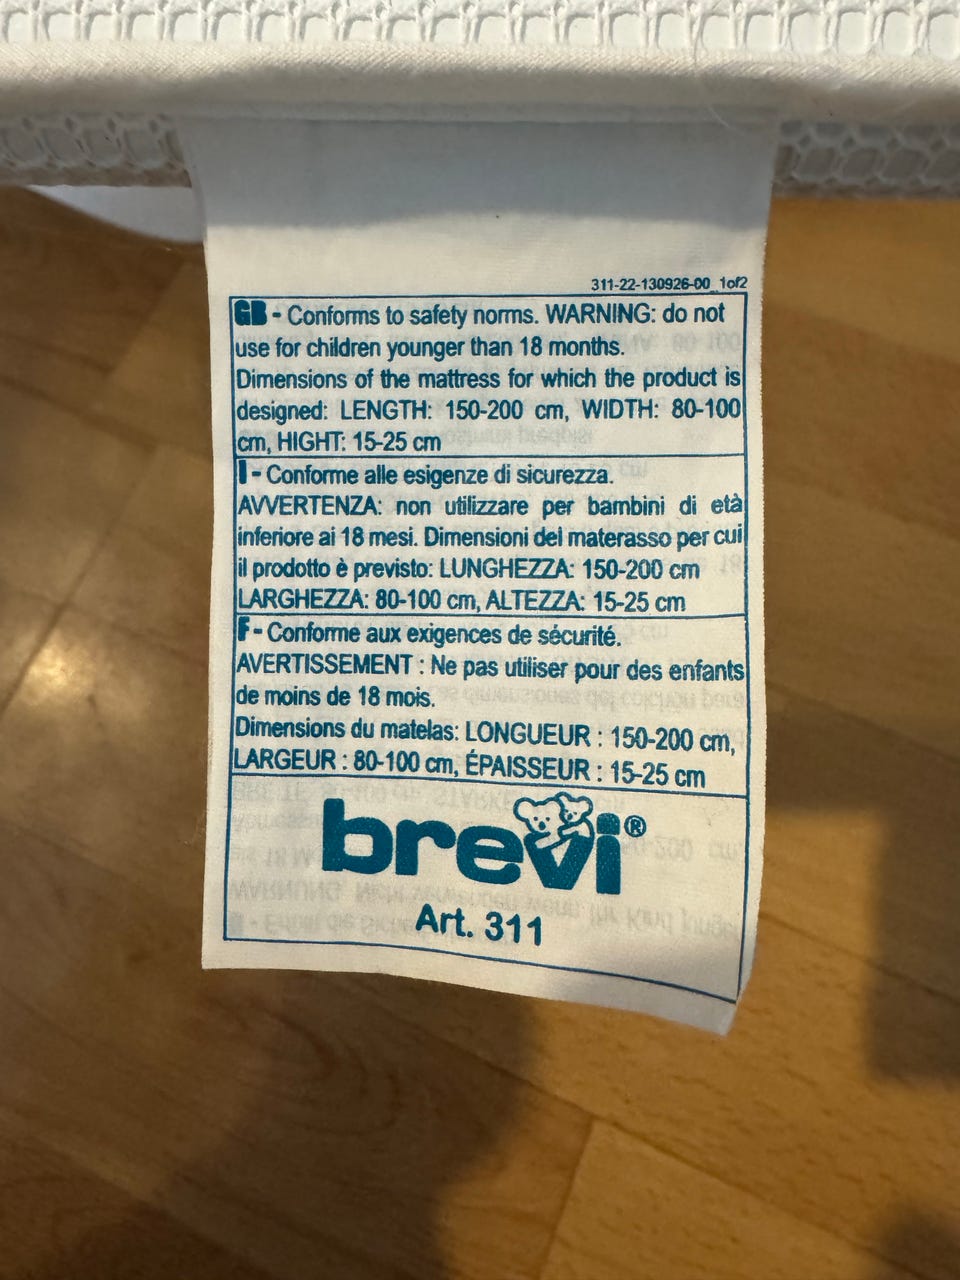 311-22-130926-00_1of2
GB - Conforms to safety norms. WARNING: do not
use for children younger than 18 months.
Dimensions of the mattress for which the product is
designed: LENGTH: 150-200 cm, WIDTH: 80-100
cm, HIGHT: 15-25 cm
I - Conforme alle esigenze di sicurezza.
AVVERTENZA: non utilizzare per bambini di età
inferiore ai 18 mesi. Dimensioni del materasso per cui
il prodotto è previsto: LUNGHEZZA: 150-200 cm
LARGHEZZA: 80-100 cm, ALTEZZA: 15-25 cm
F - Conforme aux exigences de sécurité.
AVERTISSEMENT : Ne pas utiliser pour des enfants
de moins de 18 mois.
Dimensions du matelas: LONGUEUR : 150-200 cm,
LARGEUR : 80-100 cm, ÉPAISSEUR : 15-25 cm
brevi®
Art. 311